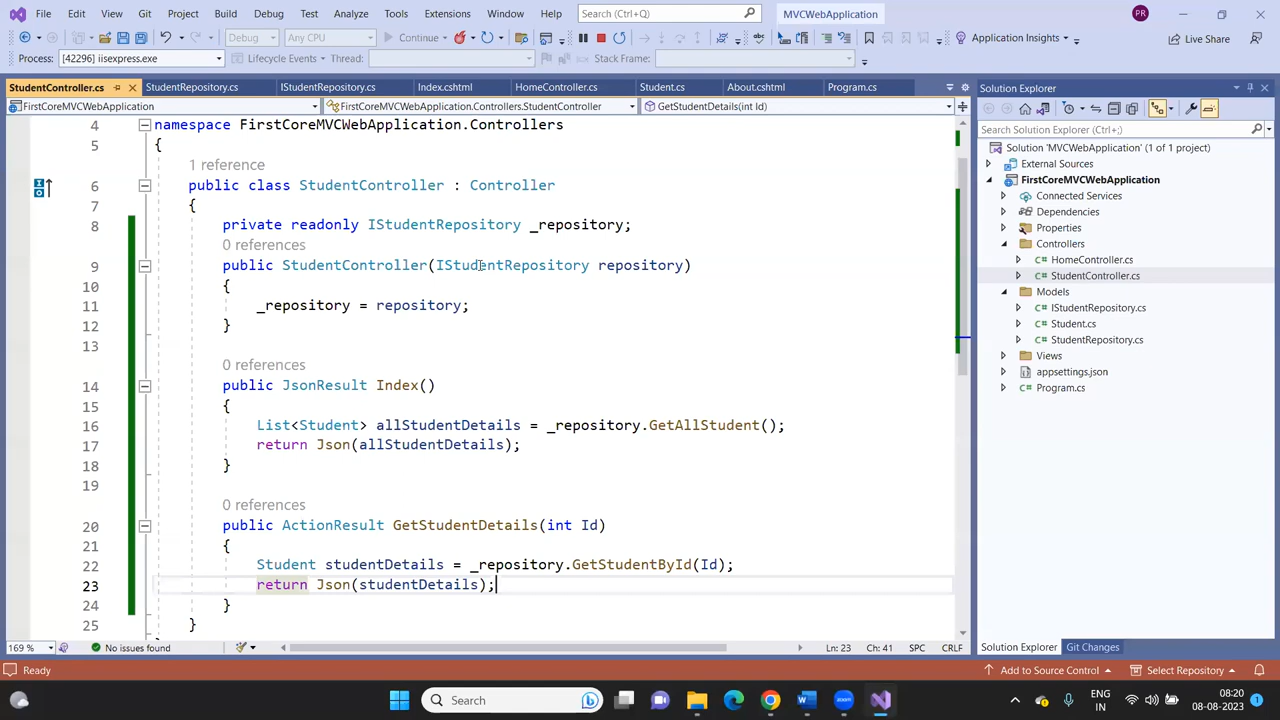 File Edit View Git Project Build Debug Test Analyze Tools Extensions Window Help Search (Ctrl+Q) MVCWebApplication PR
Debug Any CPU Continue Application Insights Live Share
Process: [42296] iisexpress.exe Lifecycle Events Thread: Stack Frame:
StudentController.cs StudentRepository.cs IStudentRepository.cs Index.cshtml HomeController.cs Student.cs About.cshtml Program.cs
FirstCoreMVCWebApplication FirstCoreMVCWebApplication.Controllers.StudentController GetStudentDetails(int Id)
4 namespace FirstCoreMVCWebApplication.Controllers
5 {
1 reference
6 public class StudentController : Controller
7 {
8 private readonly IStudentRepository _repository;
0 references
9 public StudentController(IStudentRepository repository)
10 {
11 _repository = repository;
12 }
13
0 references
14 public JsonResult Index()
15 {
16 List<Student> allStudentDetails = _repository.GetAllStudent();
17 return Json(allStudentDetails);
18 }
19
0 references
20 public ActionResult GetStudentDetails(int Id)
21 {
22 Student studentDetails = _repository.GetStudentById(Id);
23 return Json(studentDetails);
24 }
25 }
169 % No issues found Ln: 23 Ch: 41 SPC CRLF
Solution Explorer
Search Solution Explorer (Ctrl+;)
Solution 'MVCWebApplication' (1 of 1 project)
External Sources
FirstCoreMVCWebApplication
Connected Services
Dependencies
Properties
Controllers
HomeController.cs
StudentController.cs
Models
IStudentRepository.cs
Student.cs
StudentRepository.cs
Views
appsettings.json
Program.cs
Solution Explorer Git Changes
Ready Add to Source Control Select Repository
Search ENG IN 08:20 08-08-2023